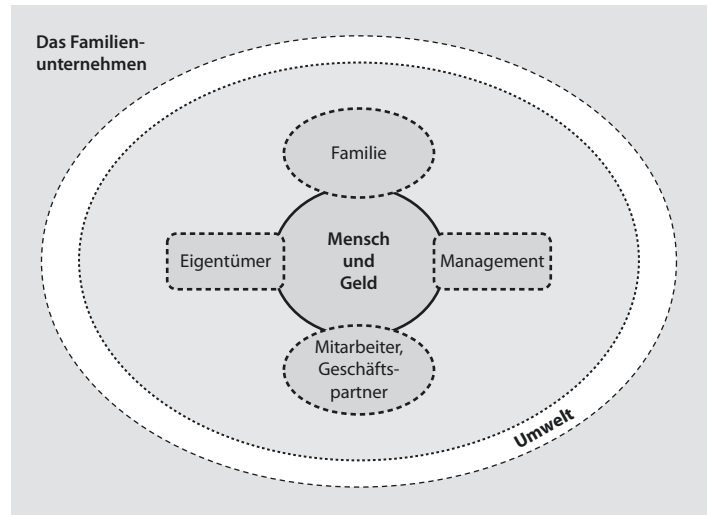 Das Familien-
unternehmen
Familie
Eigentümer
Mensch
und
Geld
Management
Mitarbeiter,
Geschäfts-
partner
Umwelt